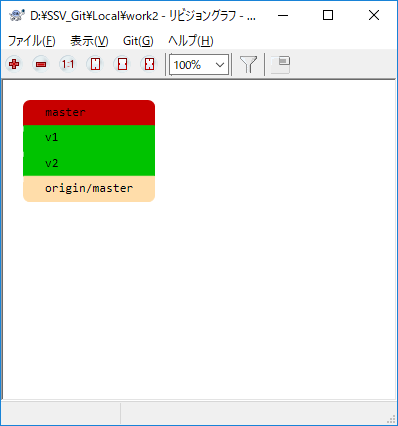 D:¥SSV_Git¥Local¥work2 - リビジョングラフ - ...
ファイル(F) 表示(V) Git(G) ヘルプ(H)
1:1 100%
master
v1
v2
origin/master